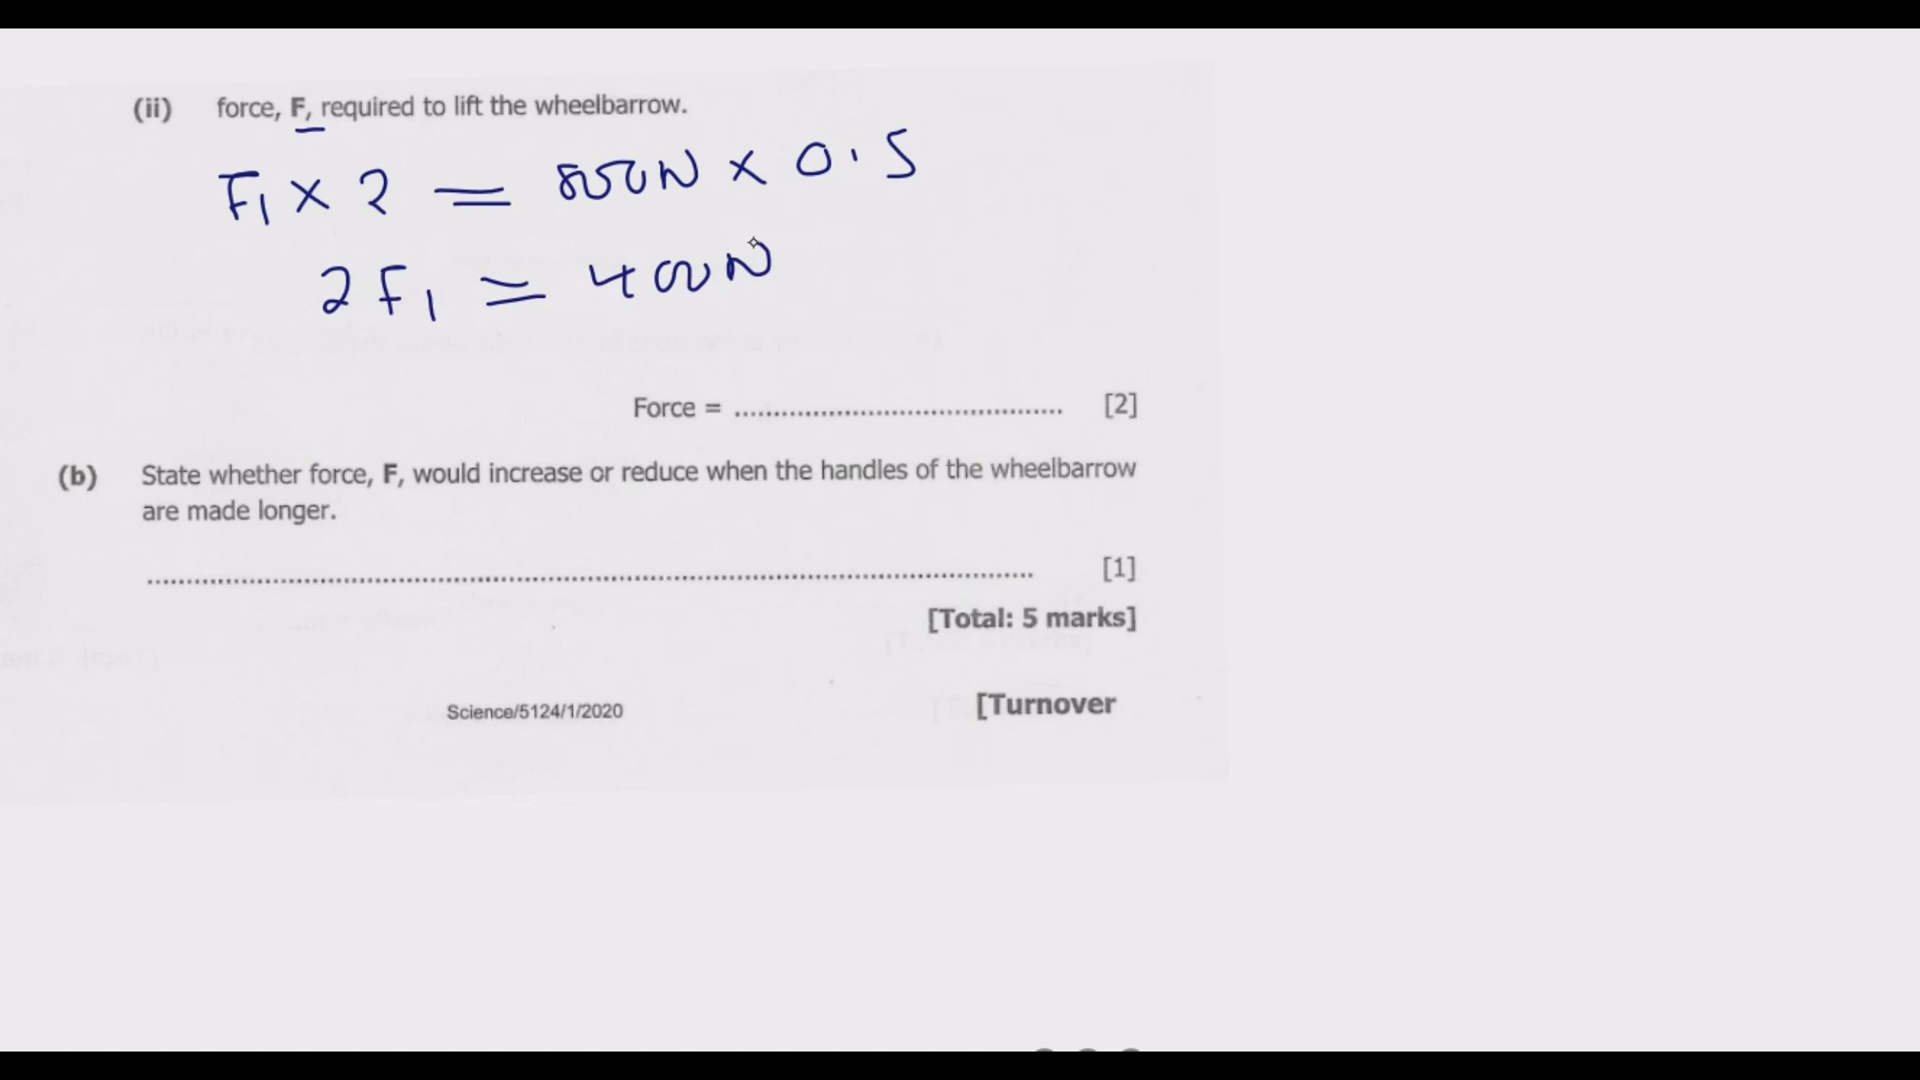 (ii) force, F, required to lift the wheelbarrow.
F₁ × 2 = 800N × 0.5
2F₁ = 400N
Force = ........................................ [2]
(b) State whether force, F, would increase or reduce when the handles of the wheelbarrow
are made longer.
................................................................................................................ [1]
[Total: 5 marks]
Science/5124/1/2020
[Turnover